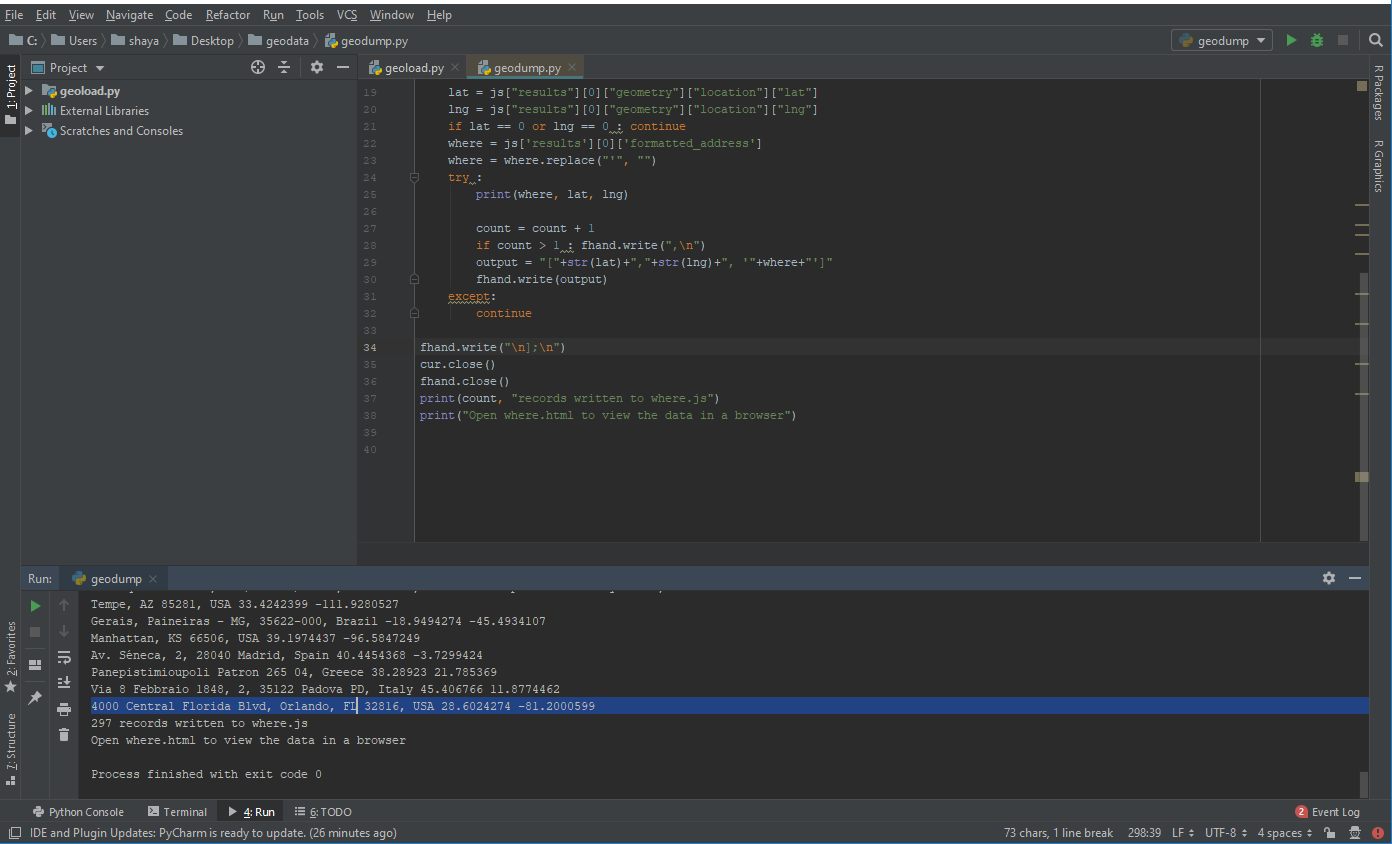 File Edit View Navigate Code Refactor Run Tools VCS Window Help
C: Users shaya Desktop geodata geodump.py
geodump
1: Project
Project
geoload.py
External Libraries
Scratches and Consoles
geoload.py geodump.py
19 lat = js["results"][0]["geometry"]["location"]["lat"]
20 lng = js["results"][0]["geometry"]["location"]["lng"]
21 if lat == 0 or lng == 0 : continue
22 where = js['results'][0]['formatted_address']
23 where = where.replace("'", "")
24 try :
25 print(where, lat, lng)
26
27 count = count + 1
28 if count > 1 : fhand.write(",\n")
29 output = "["+str(lat)+","+str(lng)+", '"+where+"']"
30 fhand.write(output)
31 except:
32 continue
33
34 fhand.write("\n];\n")
35 cur.close()
36 fhand.close()
37 print(count, "records written to where.js")
38 print("Open where.html to view the data in a browser")
39
40
R Packages
R Graphics
Run: geodump
Tempe, AZ 85281, USA 33.4242399 -111.9280527
Gerais, Paineiras - MG, 35622-000, Brazil -18.9494274 -45.4934107
Manhattan, KS 66506, USA 39.1974437 -96.5847249
Av. Séneca, 2, 28040 Madrid, Spain 40.4454368 -3.7299424
Panepistimioupoli Patron 265 04, Greece 38.28923 21.785369
Via 8 Febbraio 1848, 2, 35122 Padova PD, Italy 45.406766 11.8774462
4000 Central Florida Blvd, Orlando, FL 32816, USA 28.6024274 -81.2000599
297 records written to where.js
Open where.html to view the data in a browser
Process finished with exit code 0
2: Favorites
7: Structure
Python Console Terminal 4: Run 6: TODO 2 Event Log
IDE and Plugin Updates: PyCharm is ready to update. (26 minutes ago) 73 chars, 1 line break 298:39 LF UTF-8 4 spaces